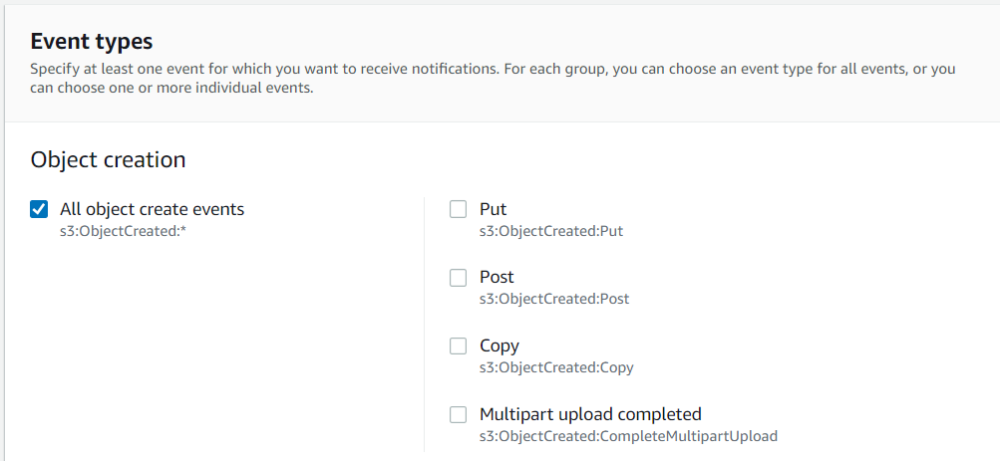 Event types
Specify at least one event for which you want to receive notifications. For each group, you can choose an event type for all events, or you
can choose one or more individual events.
Object creation
All object create events
s3:ObjectCreated:*
Put
s3:ObjectCreated:Put
Post
s3:ObjectCreated:Post
Copy
s3:ObjectCreated:Copy
Multipart upload completed
s3:ObjectCreated:CompleteMultipartUpload